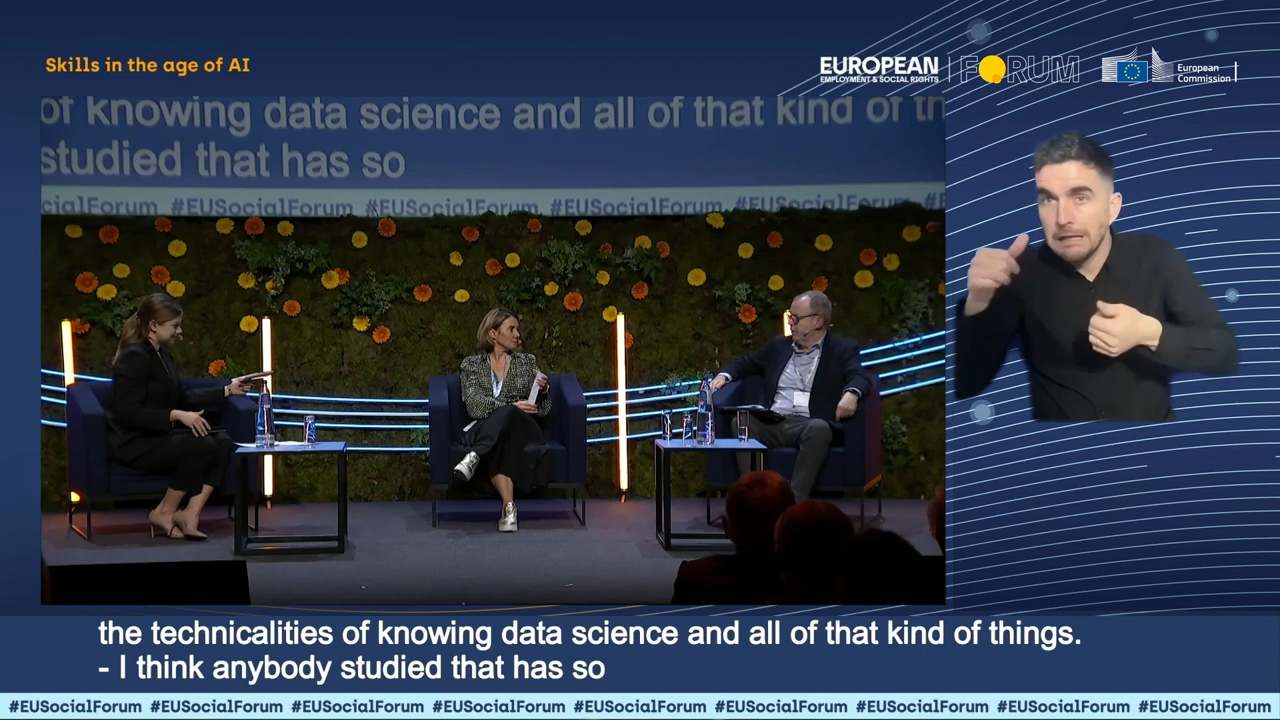 Skills in the age of AI
EUROPEAN
EMPLOYMENT & SOCIAL RIGHTS
FORUM
European
Commission
of knowing data science and all of that kind of th
studied that has so
cialForum #EUSocialForum #EUSocialForum #EUSocialForum #EUSocialForum #E
the technicalities of knowing data science and all of that kind of things.
- I think anybody studied that has so
#EUSocialForum #EUSocialForum #EUSocialForum #EUSocialForum #EUSocialForum #EUSocialForum #EUSocialForum #EUSocialForum #EUSocialForum